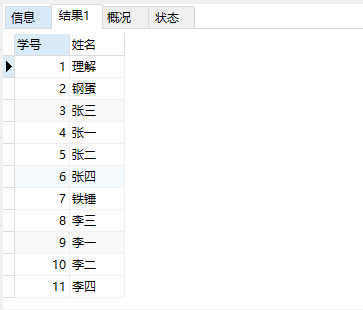 信息 结果1 概况 状态
学号 姓名
1 理解
2 钢蛋
3 张三
4 张一
5 张二
6 张四
7 铁锤
8 李三
9 李一
10 李二
11 李四